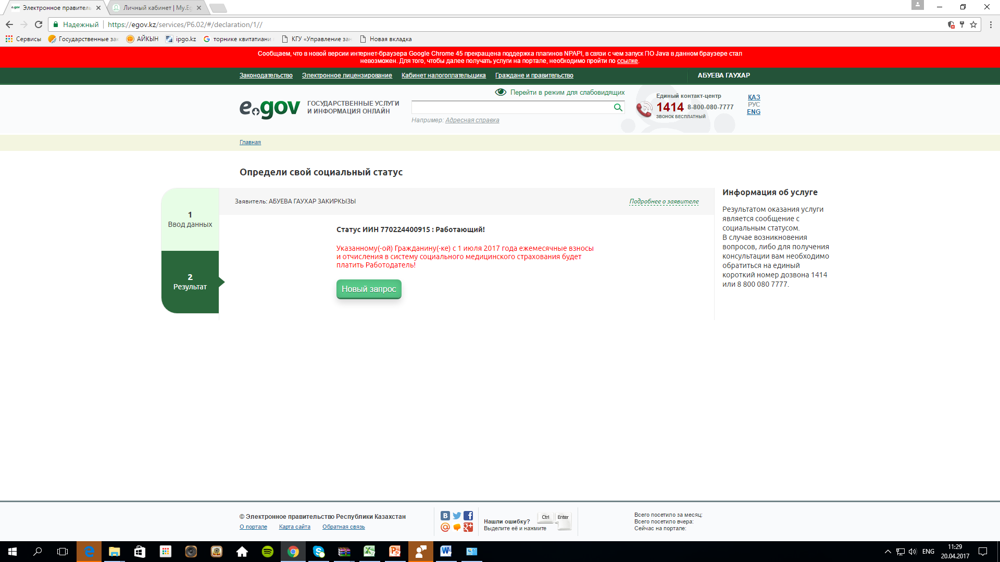 Электронное правитель
Личный кабинет | My.Eg
Надежный
https://egov.kz/services/P6.02/#/declaration/1//
Сервисы
Государственные зак
АЙКЫН
ipgo.kz
торнике квитатиани
КГУ «Управление зан
Новая вкладка
Сообщаем, что в новой версии интернет-браузера Google Chrome 45 прекращена поддержка плагинов NPAPI, в связи с чем запуск ПО Java в данном браузере стал
невозможен. Для того, чтобы далее получать услуги на портале, необходимо пройти по ссылке.
Законодательство
Электронное лицензирование
Кабинет налогоплательщика
Граждане и правительство
АБУЕВА ГАУХАР
Перейти в режим для слабовидящих
e.gov
ГОСУДАРСТВЕННЫЕ УСЛУГИ
И ИНФОРМАЦИЯ ОНЛАЙН
Например: Адресная справка
Единый контакт-центр
1414 8-800-080-7777
ЗВОНОК БЕСПЛАТНЫЙ
ҚАЗ
РУС
ENG
Главная
Определи свой социальный статус
1
Ввод данных
2
Результат
Заявитель: АБУЕВА ГАУХАР ЗАКИРКЫЗЫ
Подробнее о заявителе
Статус ИИН 770224400915 : Работающий!
Указанному(-ой) Гражданину(-ке) с 1 июля 2017 года ежемесячные взносы
и отчисления в систему социального медицинского страхования будет
платить Работодатель!
Новый запрос
Информация об услуге
Результатом оказания услуги
является сообщение с
социальным статусом.
В случае возникновения
вопросов, либо для получения
консультации вам необходимо
обратиться на единый
короткий номер дозвона 1414
или 8 800 080 7777.
© Электронное правительство Республики Казахстан
О портале
Карта сайта
Обратная связь
Нашли ошибку?
Выделите её и нажмите
Ctrl
Enter
Всего посетило за месяц:
Всего посетило вчера:
Сейчас на портале:
ENG
11:29
20.04.2017